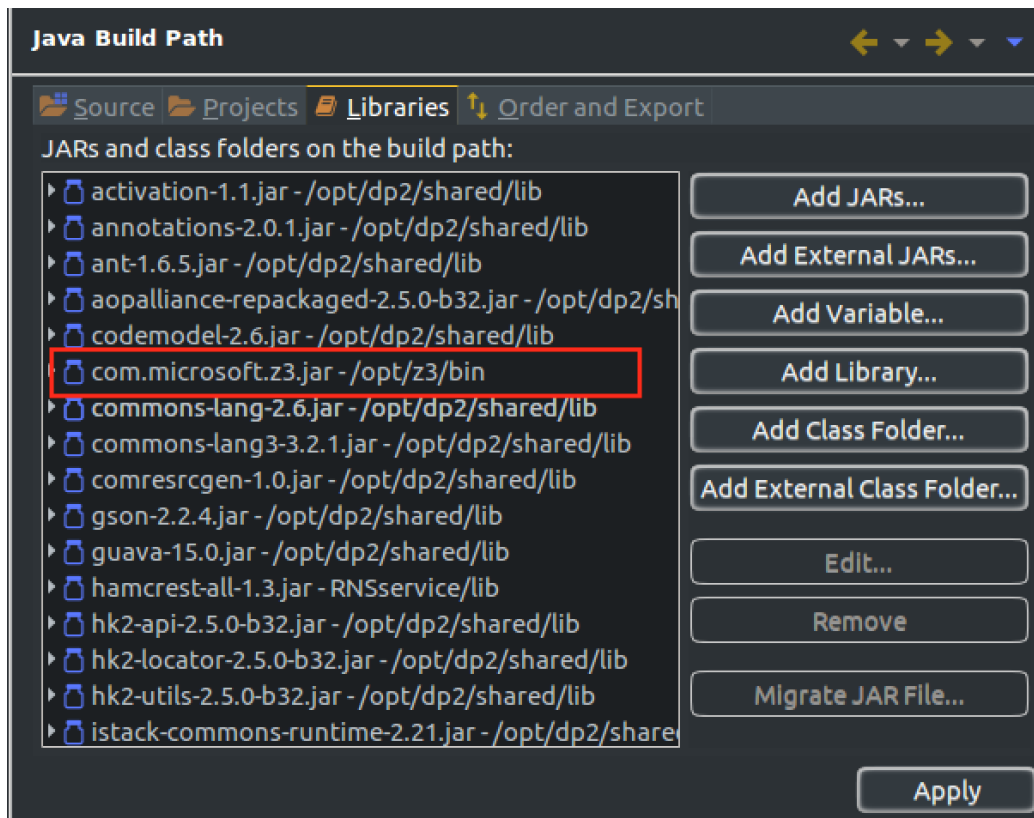 Java Build Path
Source Projects Libraries Order and Export
JARs and class folders on the build path:
activation-1.1.jar - /opt/dp2/shared/lib
annotations-2.0.1.jar - /opt/dp2/shared/lib
ant-1.6.5.jar - /opt/dp2/shared/lib
aopalliance-repackaged-2.5.0-b32.jar - /opt/dp2/sh
codemodel-2.6.jar - /opt/dp2/shared/lib
com.microsoft.z3.jar - /opt/z3/bin
commons-lang-2.6.jar - /opt/dp2/shared/lib
commons-lang3-3.2.1.jar - /opt/dp2/shared/lib
comresrcgen-1.0.jar - /opt/dp2/shared/lib
gson-2.2.4.jar - /opt/dp2/shared/lib
guava-15.0.jar - /opt/dp2/shared/lib
hamcrest-all-1.3.jar - RNSservice/lib
hk2-api-2.5.0-b32.jar - /opt/dp2/shared/lib
hk2-locator-2.5.0-b32.jar - /opt/dp2/shared/lib
hk2-utils-2.5.0-b32.jar - /opt/dp2/shared/lib
istack-commons-runtime-2.21.jar - /opt/dp2/share
Add JARs...
Add External JARs...
Add Variable...
Add Library...
Add Class Folder...
Add External Class Folder...
Edit...
Remove
Migrate JAR File...
Apply